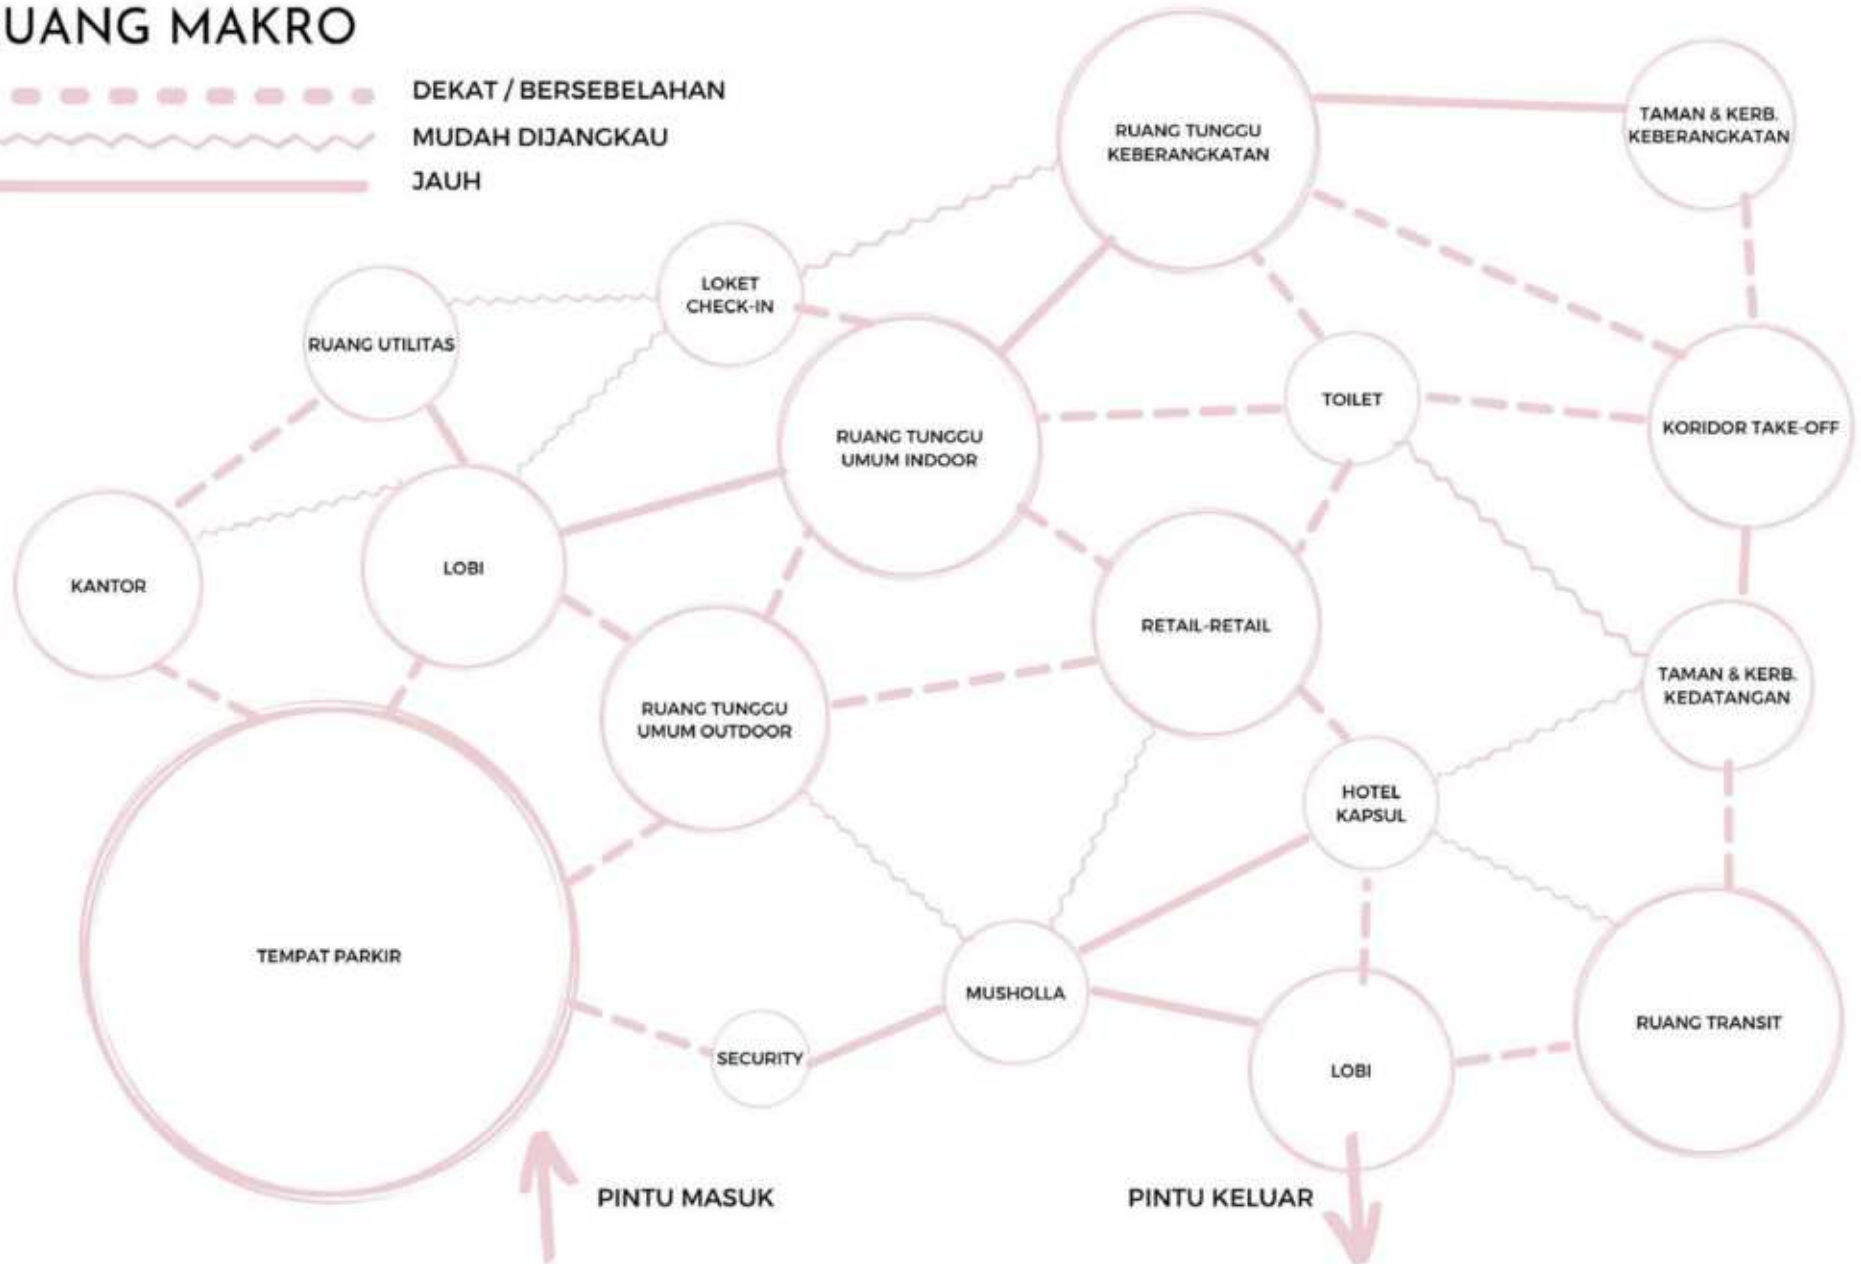 UANG MAKRO
DEKAT / BERSEBELAHAN
MUDAH DIJANGKAU
JAUH
RUANG TUNGGU
KEBERANGKATAN
TAMAN & KERB.
KEBERANGKATAN
LOKET
CHECK-IN
RUANG UTILITAS
TOILET
KORIDOR TAKE-OFF
RUANG TUNGGU
UMUM INDOOR
KANTOR
LOBI
RETAIL-RETAIL
TAMAN & KERB.
KEDATANGAN
RUANG TUNGGU
UMUM OUTDOOR
HOTEL
KAPSUL
TEMPAT PARKIR
MUSHOLLA
RUANG TRANSIT
SECURITY
LOBI
PINTU MASUK
PINTU KELUAR